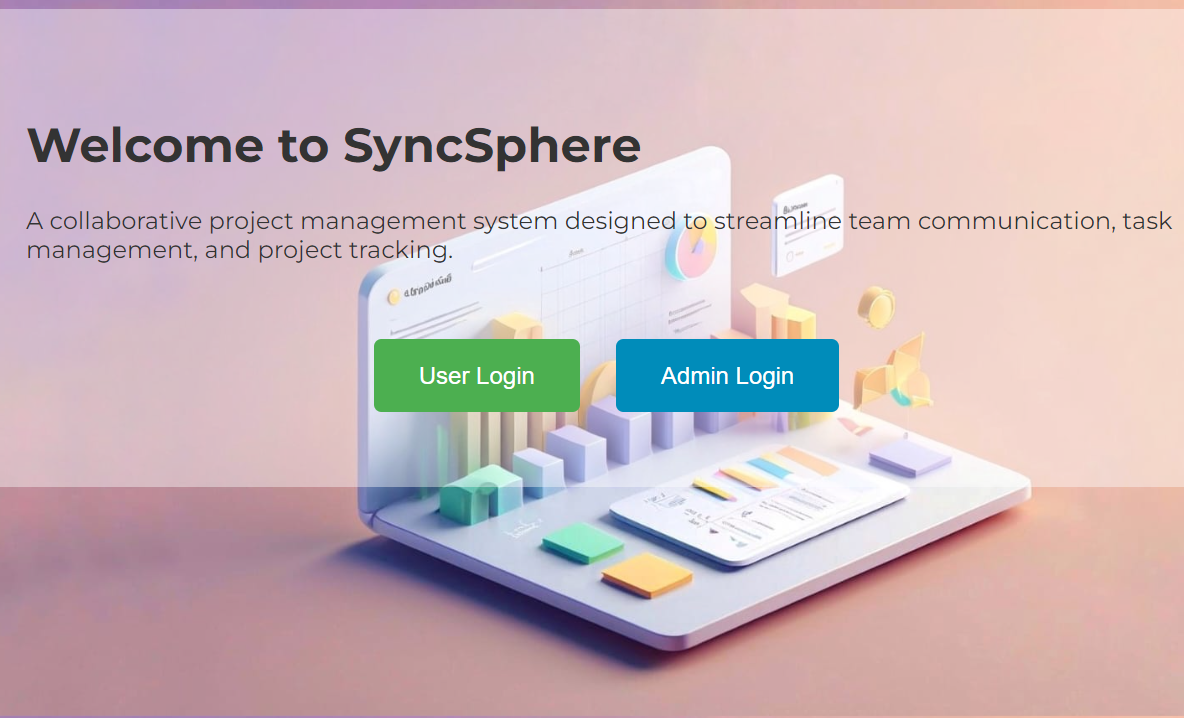 Welcome to SyncSphere
A collaborative project management system designed to streamline team communication, task
management, and project tracking.
User Login
Admin Login